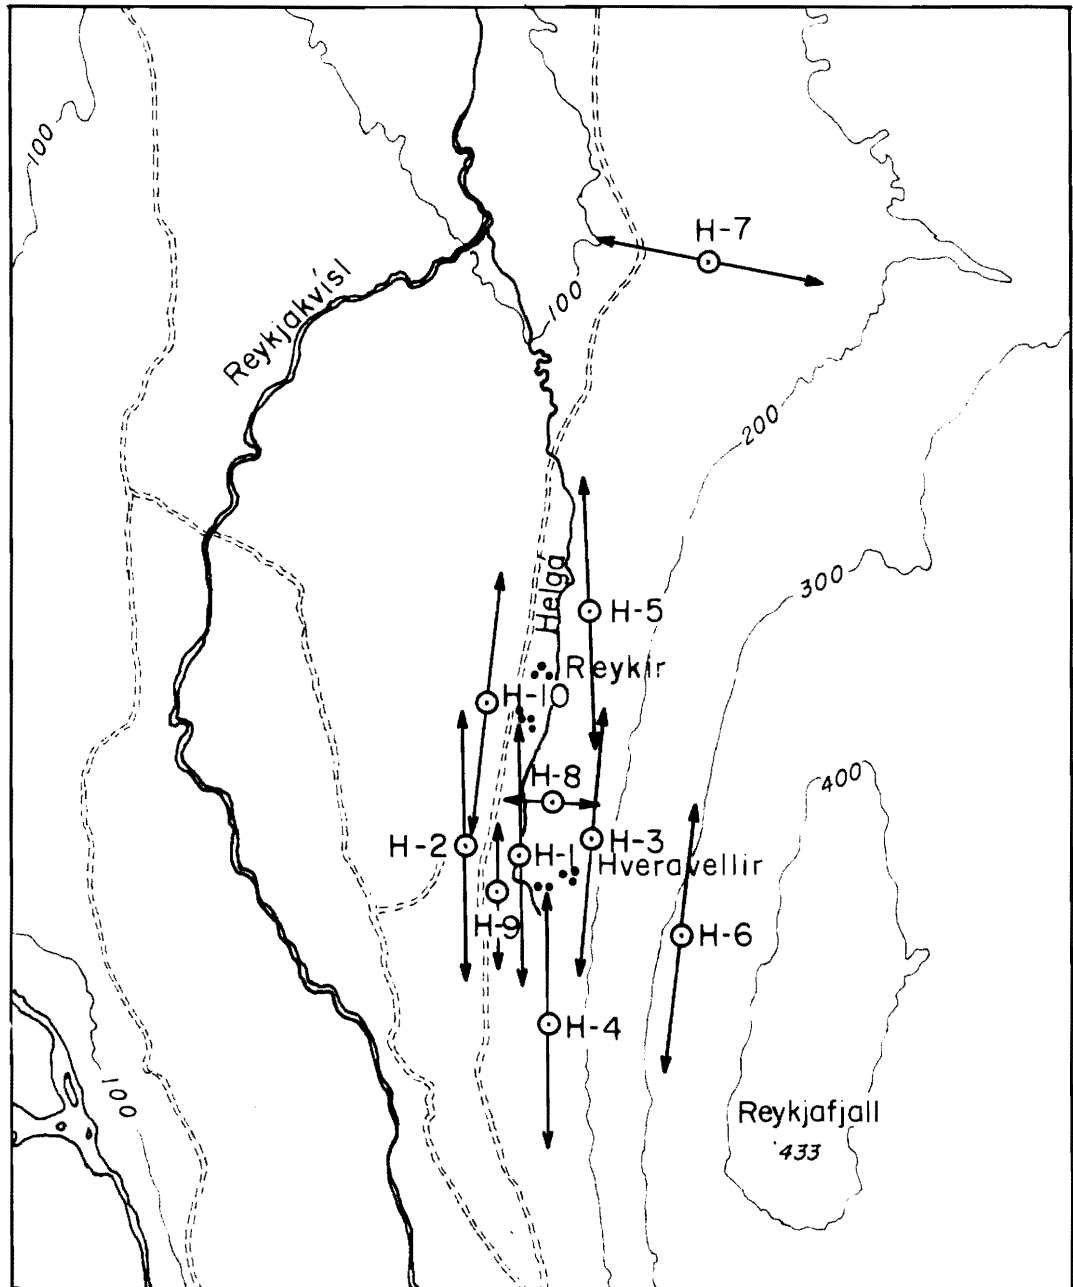 100
H-7
Reykjakvísl
100
200
300
Helgá
H-5
Reykir
H-10
H-8
400
H-2
H-1
H-3
Hveravellir
H-9
H-6
H-4
100
Reykjafjall
433